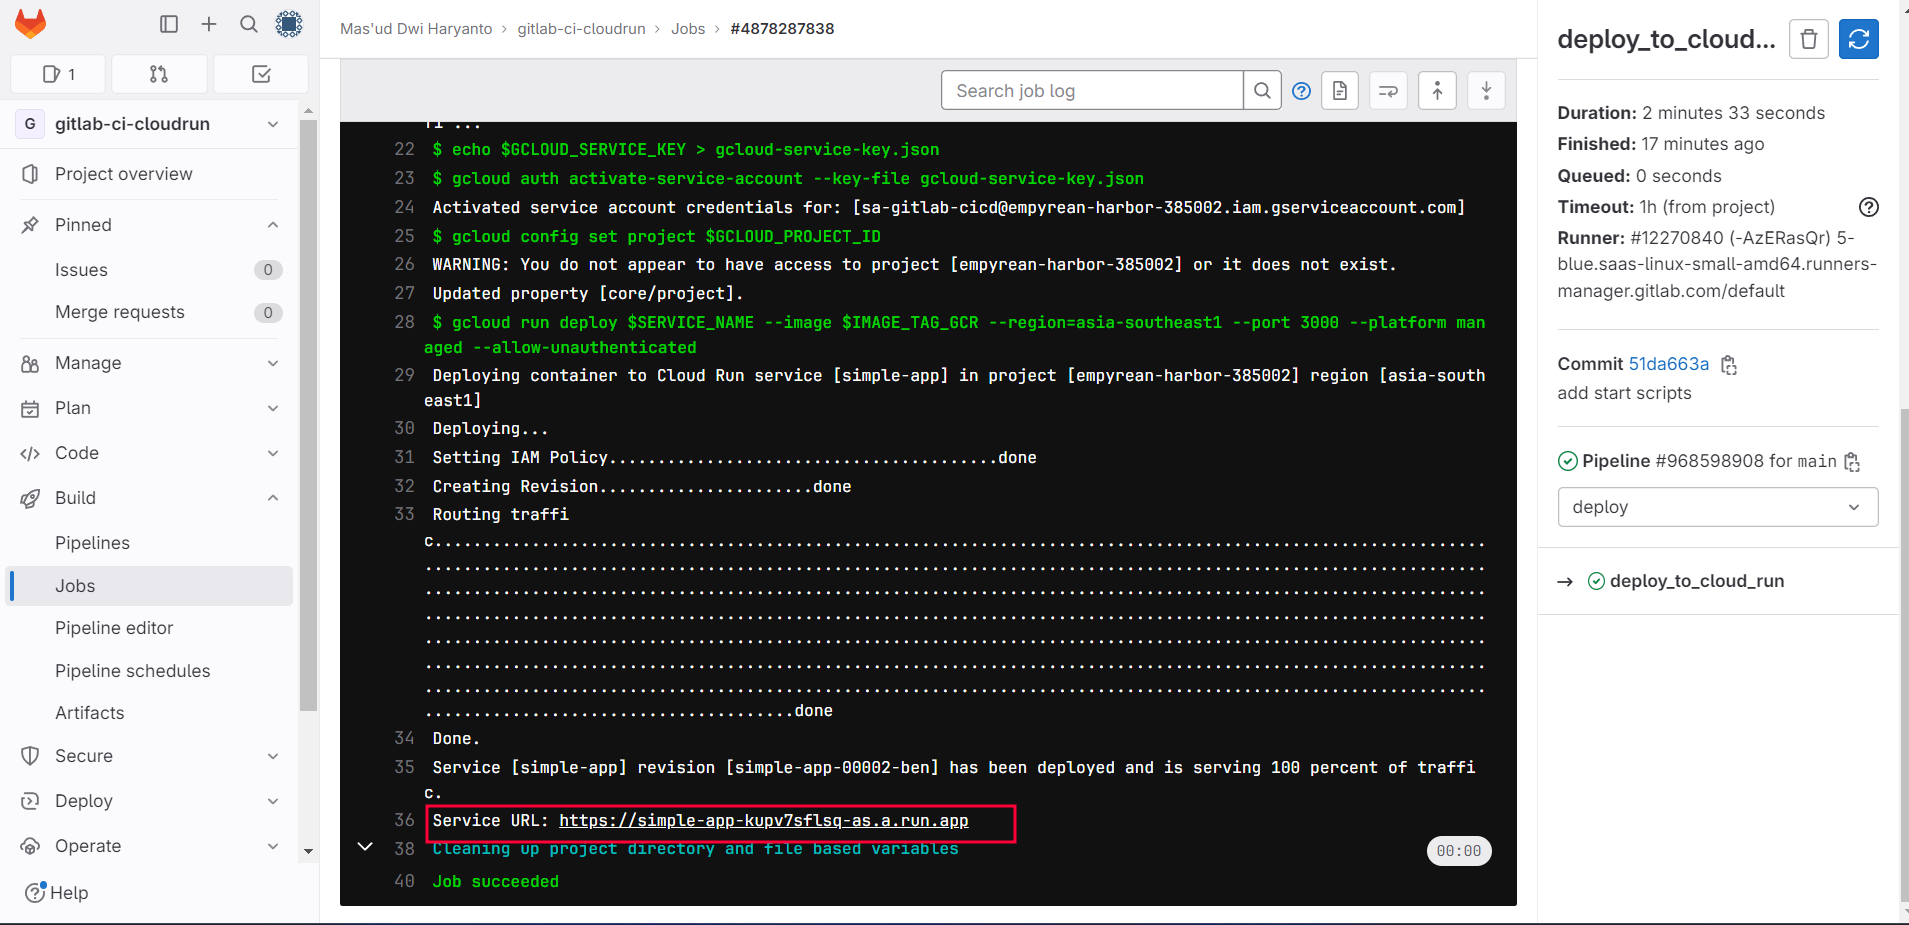 1
G gitlab-ci-cloudrun
Project overview
Pinned
Issues 0
Merge requests 0
Manage
Plan
Code
Build
Pipelines
Jobs
Pipeline editor
Pipeline schedules
Artifacts
Secure
Deploy
Operate
Help
Mas'ud Dwi Haryanto › gitlab-ci-cloudrun › Jobs › #4878287838
Search job log
22 $ echo $GCLOUD_SERVICE_KEY > gcloud-service-key.json
23 $ gcloud auth activate-service-account --key-file gcloud-service-key.json
24 Activated service account credentials for: [sa-gitlab-cicd@empyrean-harbor-385002.iam.gserviceaccount.com]
25 $ gcloud config set project $GCLOUD_PROJECT_ID
26 WARNING: You do not appear to have access to project [empyrean-harbor-385002] or it does not exist.
27 Updated property [core/project].
28 $ gcloud run deploy $SERVICE_NAME --image $IMAGE_TAG_GCR --region=asia-southeast1 --port 3000 --platform man
aged --allow-unauthenticated
29 Deploying container to Cloud Run service [simple-app] in project [empyrean-harbor-385002] region [asia-south
east1]
30 Deploying...
31 Setting IAM Policy........................................done
32 Creating Revision......................done
33 Routing traffi
c............................................................................................................
.............................................................................................................
.............................................................................................................
.............................................................................................................
.............................................................................................................
.............................................................................................................
.............................................................................................................
......................................done
34 Done.
35 Service [simple-app] revision [simple-app-00002-ben] has been deployed and is serving 100 percent of traffi
c.
36 Service URL: https://simple-app-kupv7sflsq-as.a.run.app
38 Cleaning up project directory and file based variables 00:00
40 Job succeeded
deploy_to_cloud...
Duration: 2 minutes 33 seconds
Finished: 17 minutes ago
Queued: 0 seconds
Timeout: 1h (from project)
Runner: #12270840 (-AzERasQr) 5-
blue.saas-linux-small-amd64.runners-
manager.gitlab.com/default
Commit 51da663a
add start scripts
Pipeline #968598908 for main
deploy
→ deploy_to_cloud_run